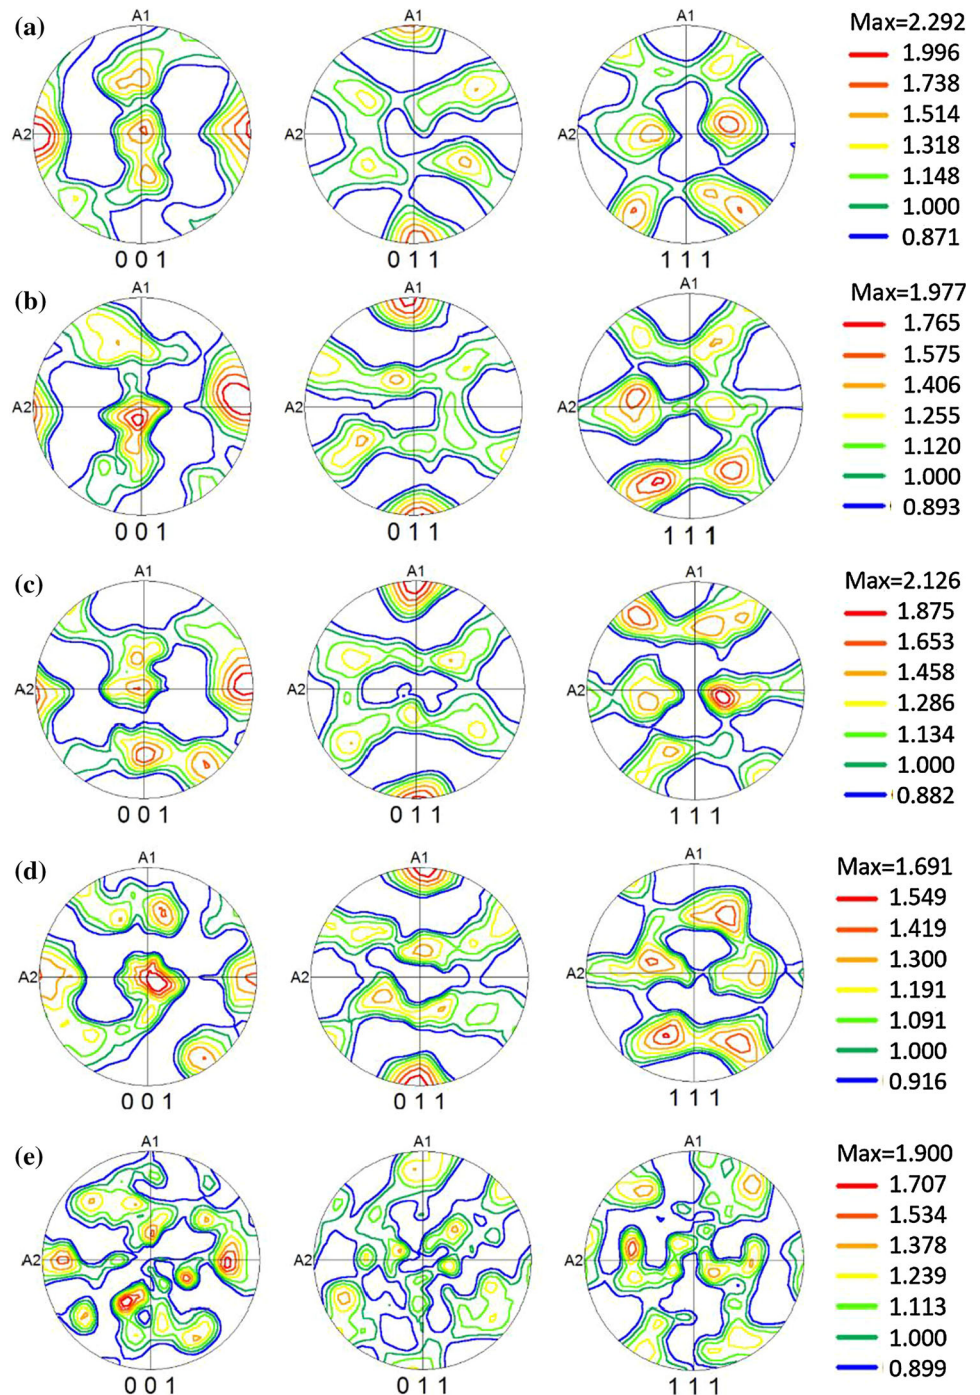 (a)
A1 A1 A1
A2 A2 A2
0 0 1 0 1 1 1 1 1
Max=2.292
1.996
1.738
1.514
1.318
1.148
1.000
0.871
(b)
A1 A1 A1
A2 A2 A2
0 0 1 0 1 1 1 1 1
Max=1.977
1.765
1.575
1.406
1.255
1.120
1.000
0.893
(c)
A1 A1 A1
A2 A2 A2
0 0 1 0 1 1 1 1 1
Max=2.126
1.875
1.653
1.458
1.286
1.134
1.000
0.882
(d)
A1 A1 A1
A2 A2 A2
0 0 1 0 1 1 1 1 1
Max=1.691
1.549
1.419
1.300
1.191
1.091
1.000
0.916
(e)
A1 A1 A1
A2 A2 A2
0 0 1 0 1 1 1 1 1
Max=1.900
1.707
1.534
1.378
1.239
1.113
1.000
0.899